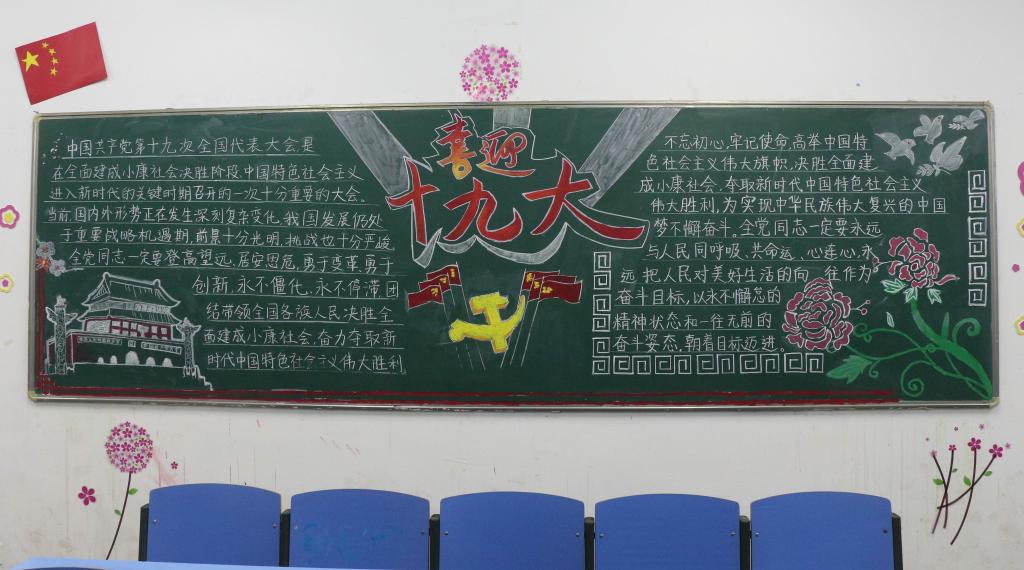 中国共产党第十九次全国代表大会是
在全面建成小康社会决胜阶段,中国特色社会主义
进入新时代的关键时期召开的一次十分重要的大会。
当前,国内外形势正在发生深刻复杂变化,我国发展仍处
于重要战略机遇期,前景十分光明,挑战也十分严峻。
全党同志一定要登高望远、居安思危,勇于变革、勇于
创新,永不僵化、永不停滞,团
结带领全国各族人民决胜全
面建成小康社会,奋力夺取新
时代中国特色社会主义伟大胜利。
喜迎
十九大
不忘初心,牢记使命,高举中国特
色社会主义伟大旗帜,决胜全面建
成小康社会,夺取新时代中国特色社会主义
伟大胜利,为实现中华民族伟大复兴的中国
梦不懈奋斗。全党同志一定要永远
与人民同呼吸、共命运、心连心,永
远把人民对美好生活的向往作为
奋斗目标,以永不懈怠的
精神状态和一往无前的
奋斗姿态,朝着目标迈进。